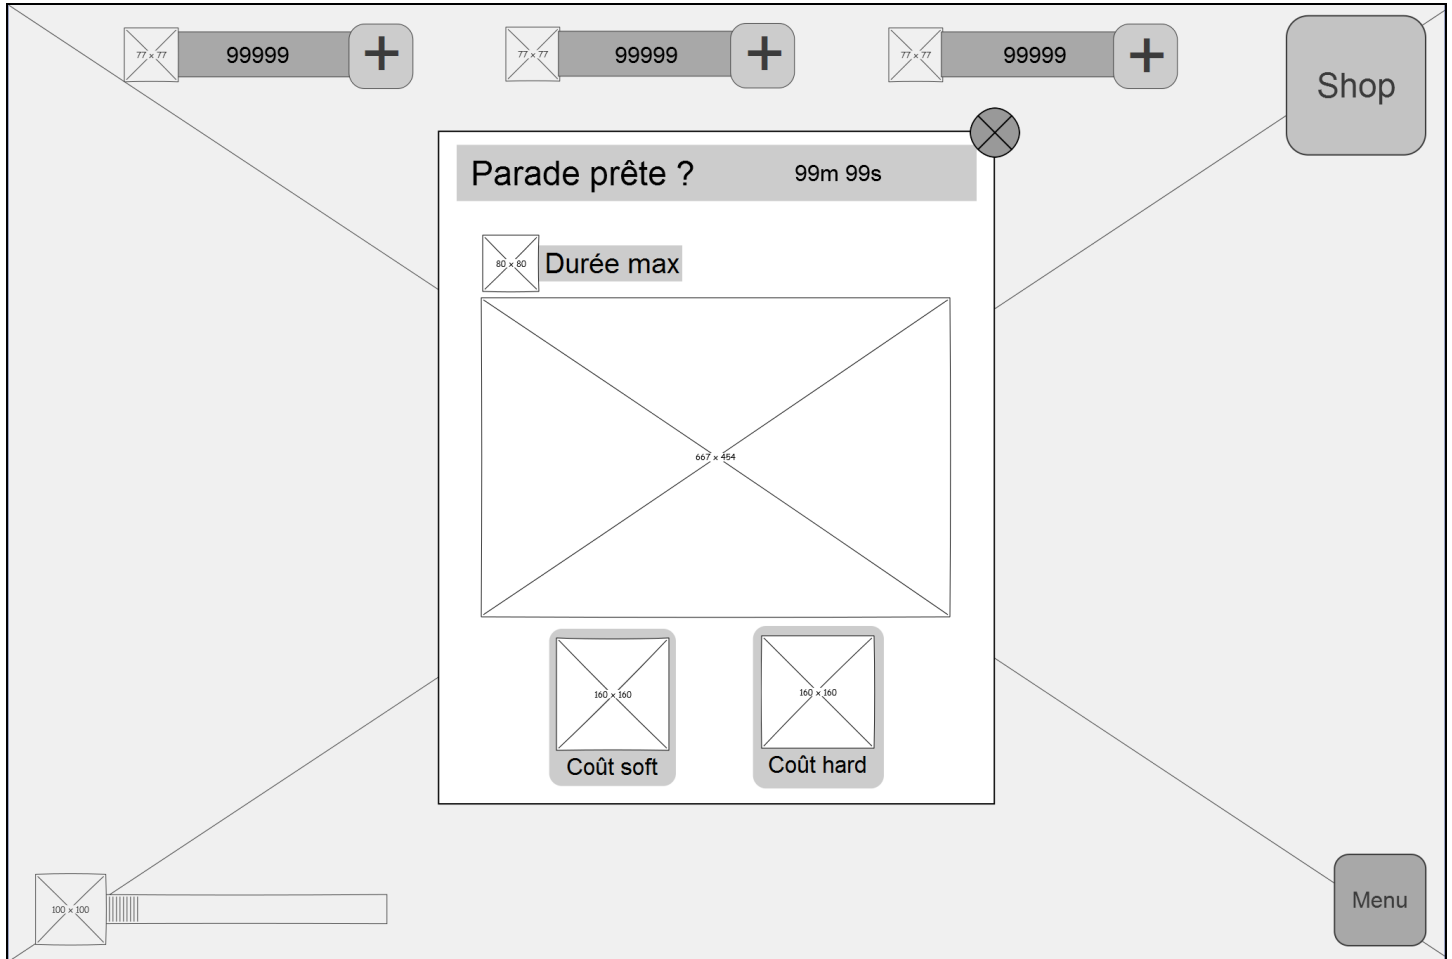 77 × 77
99999
+
77 × 77
99999
+
77 × 77
99999
+
Shop
Parade prête ?
99m 99s
80 × 80
Durée max
667 × 454
160 × 160
160 × 160
Coût soft
Coût hard
100 × 100
Menu